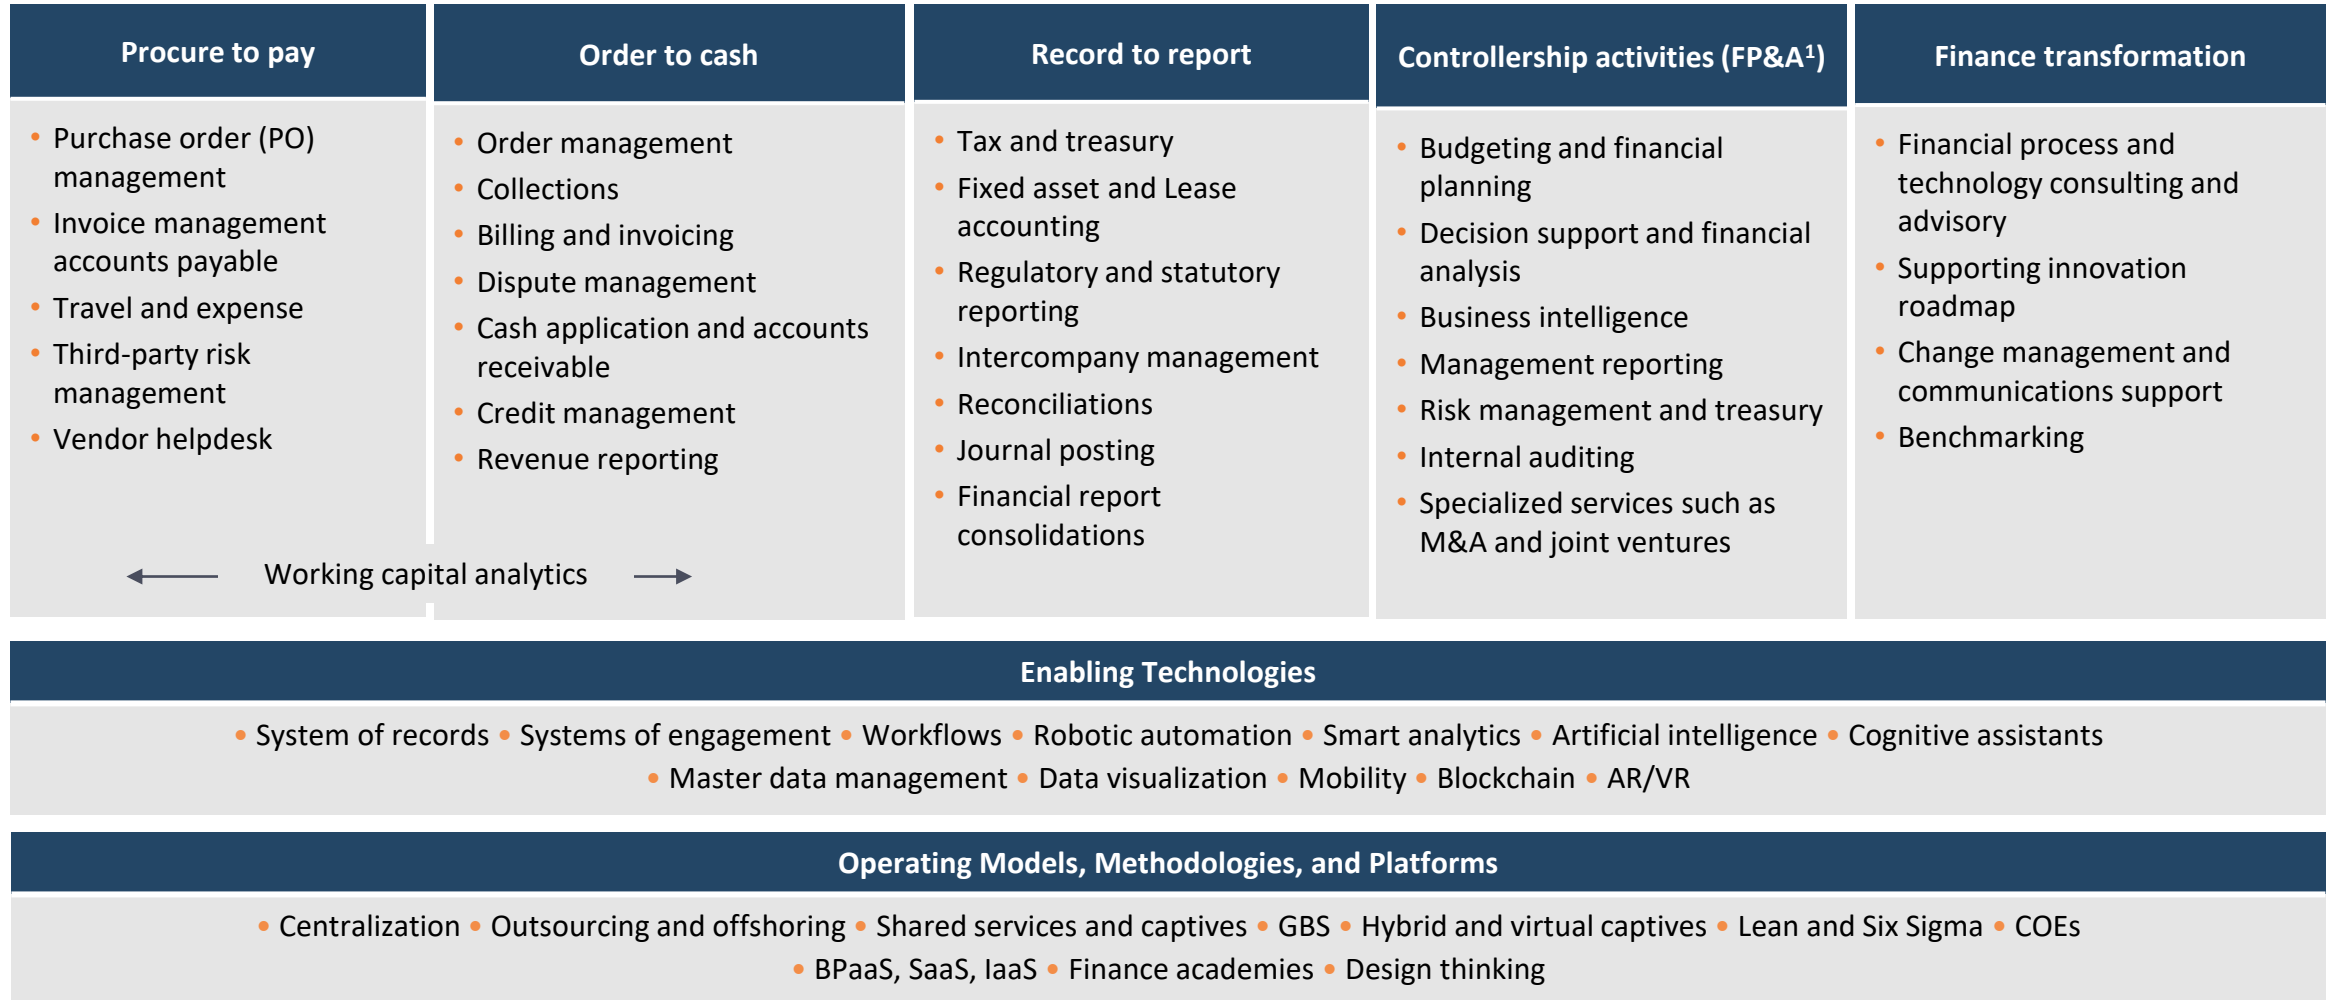 Procure to pay
• Purchase order (PO)
management
• Invoice management
accounts payable
• Travel and expense
• Third-party risk
management
• Vendor helpdesk
Order to cash
• Order management
• Collections
• Billing and invoicing
• Dispute management
• Cash application and accounts
receivable
• Credit management
• Revenue reporting
Working capital analytics
Record to report
• Tax and treasury
• Fixed asset and Lease
accounting
• Regulatory and statutory
reporting
• Intercompany management
• Reconciliations
• Journal posting
• Financial report
consolidations
Controllership activities (FP&A¹)
• Budgeting and financial
planning
• Decision support and financial
analysis
• Business intelligence
• Management reporting
• Risk management and treasury
• Internal auditing
• Specialized services such as
M&A and joint ventures
Finance transformation
• Financial process and
technology consulting and
advisory
• Supporting innovation
roadmap
• Change management and
communications support
• Benchmarking
Enabling Technologies
• System of records • Systems of engagement • Workflows • Robotic automation • Smart analytics • Artificial intelligence • Cognitive assistants
• Master data management • Data visualization • Mobility • Blockchain • AR/VR
Operating Models, Methodologies, and Platforms
• Centralization • Outsourcing and offshoring • Shared services and captives • GBS • Hybrid and virtual captives • Lean and Six Sigma • COEs
• BPaaS, SaaS, IaaS • Finance academies • Design thinking